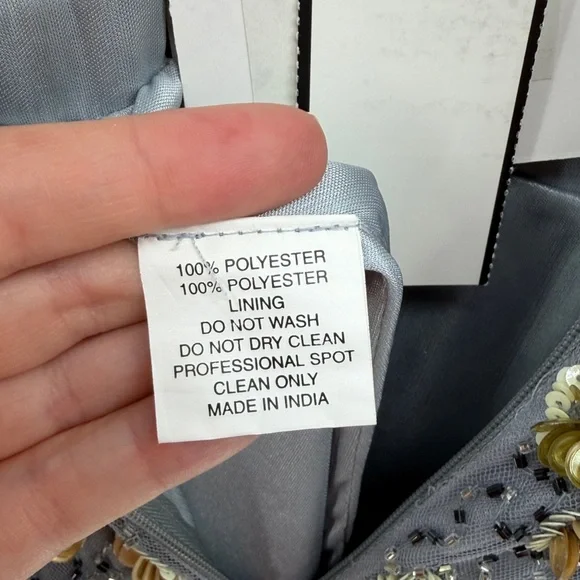 100% POLYESTER
100% POLYESTER
LINING
DO NOT WASH
DO NOT DRY CLEAN
PROFESSIONAL SPOT
CLEAN ONLY
MADE IN INDIA